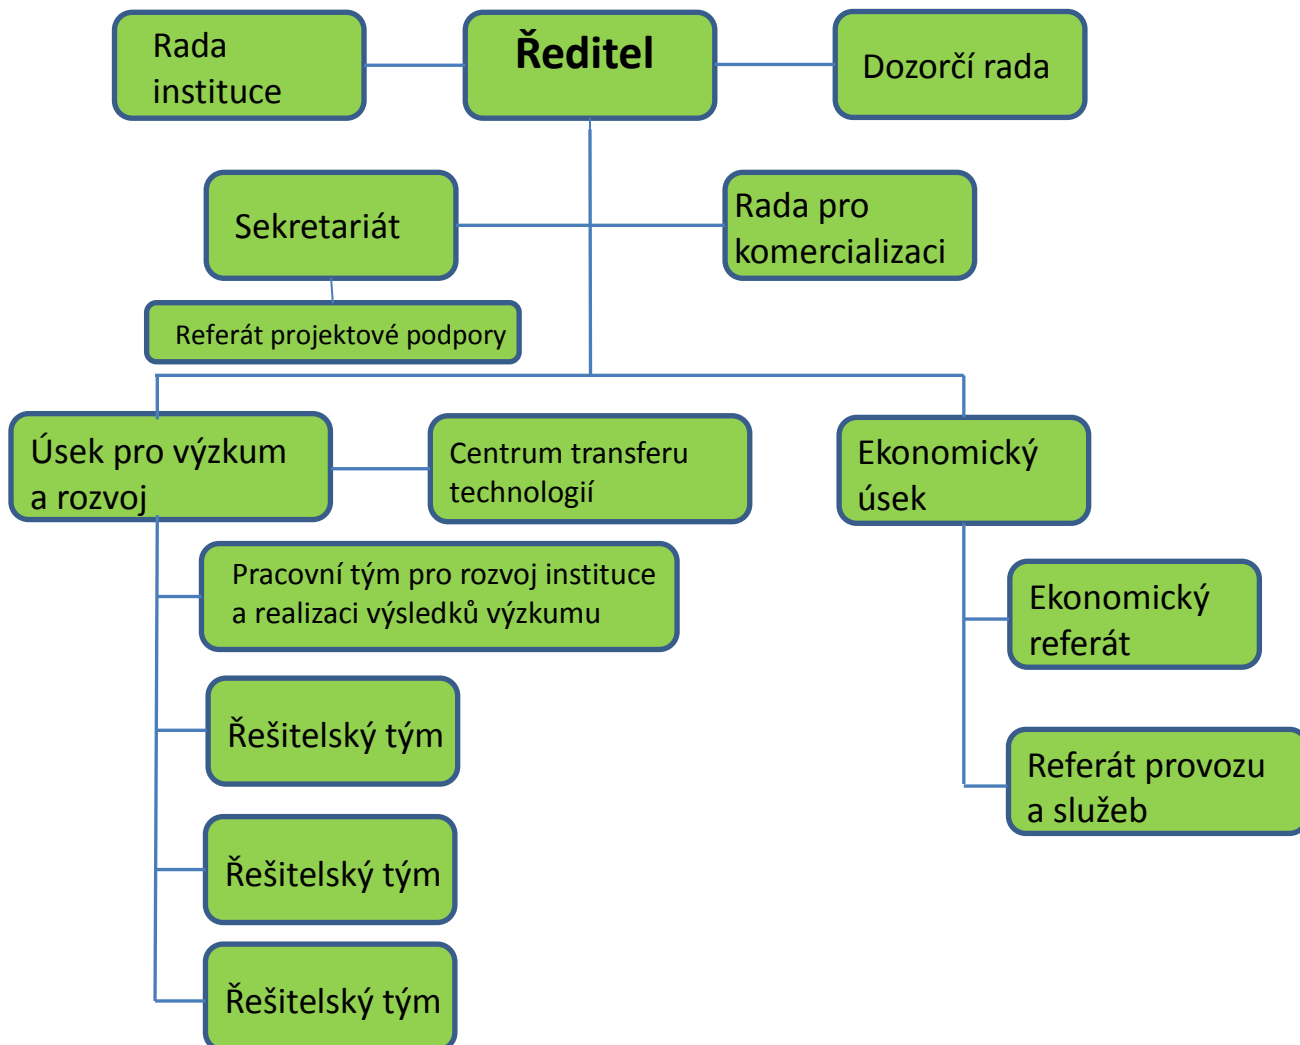 Rada
instituce
Ředitel
Dozorčí rada
Sekretariát
Rada pro
komercializaci
Referát projektové podpory
Úsek pro výzkum
a rozvoj
Centrum transferu
technologií
Ekonomický
úsek
Pracovní tým pro rozvoj instituce
a realizaci výsledků výzkumu
Ekonomický
referát
Řešitelský tým
Referát provozu
a služeb
Řešitelský tým
Řešitelský tým